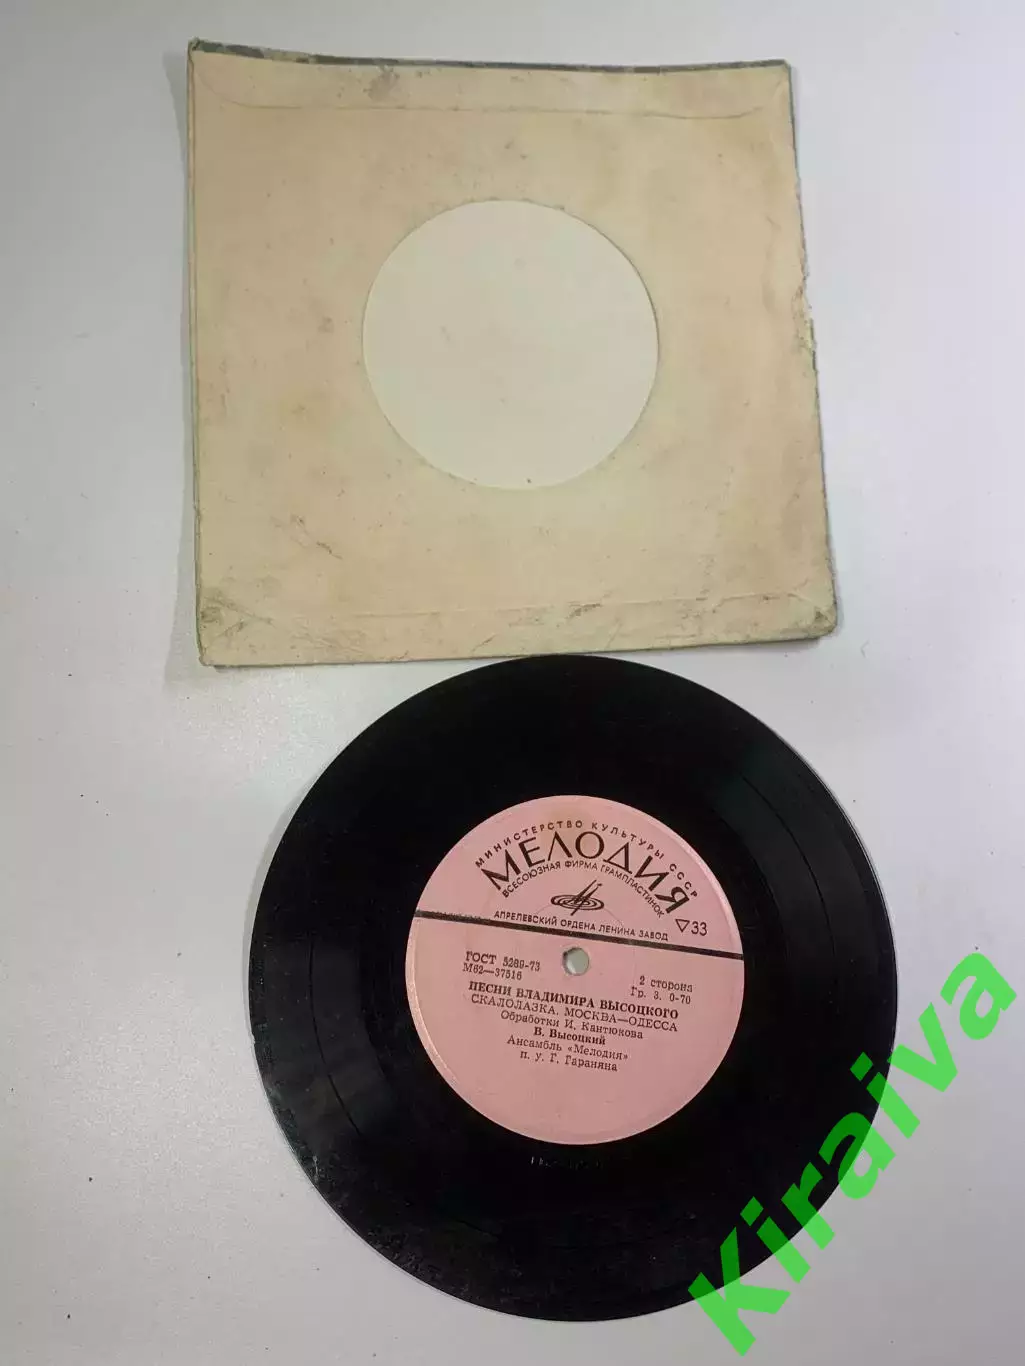 МИНИСТЕРСТВО КУЛЬТУРЫ СССР
МЕЛОДИЯ
ВСЕСОЮЗНАЯ ФИРМА ГРАМПЛАСТИНОК
АПРЕЛЕВСКИЙ ОРДЕНА ЛЕНИНА ЗАВОД
▽33
ГОСТ 5289-73
М62—37516
2 сторона
Гр. 3. 0-70
ПЕСНИ ВЛАДИМИРА ВЫСОЦКОГО
СКАЛОЛАЗКА. МОСКВА—ОДЕССА
Обработки И. Кантюкова
В. Высоцкий
Ансамбль «Мелодия»
п. у. Г. Гараняна
Kiraiva